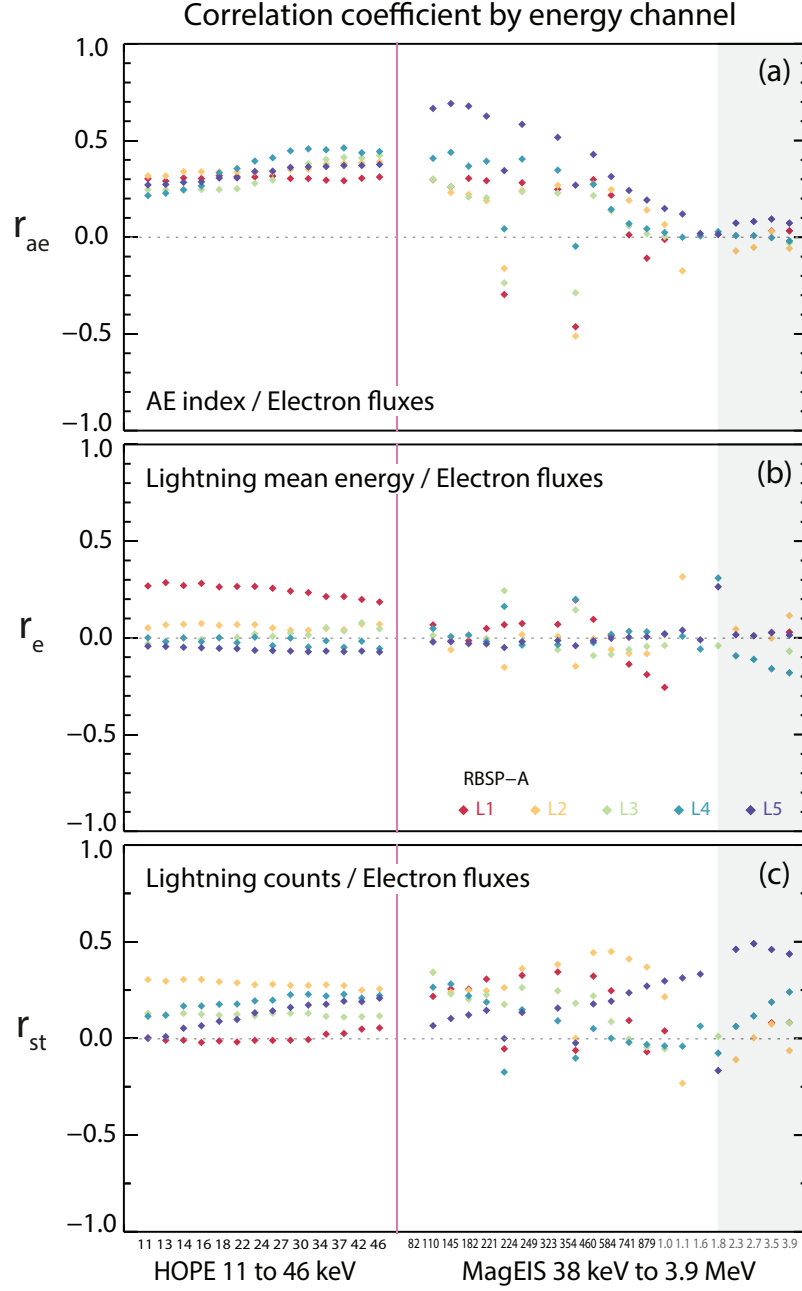 Correlation coefficient by energy channel
1.0
(a)
0.5
r_ae
0.0
−0.5
AE index / Electron fluxes
−1.0
1.0
Lightning mean energy / Electron fluxes
(b)
0.5
r_e
0.0
−0.5
RBSP−A
L1 L2 L3 L4 L5
−1.0
1.0
Lightning counts / Electron fluxes
(c)
0.5
r_st
0.0
−0.5
−1.0
11 13 14 16 18 22 24 27 30 34 37 42 46 82 110 145 182 221 224 249 323 354 460 584 741 879 1.0 1.1 1.6 1.8 2.3 2.7 3.5 3.9
HOPE 11 to 46 keV MagEIS 38 keV to 3.9 MeV